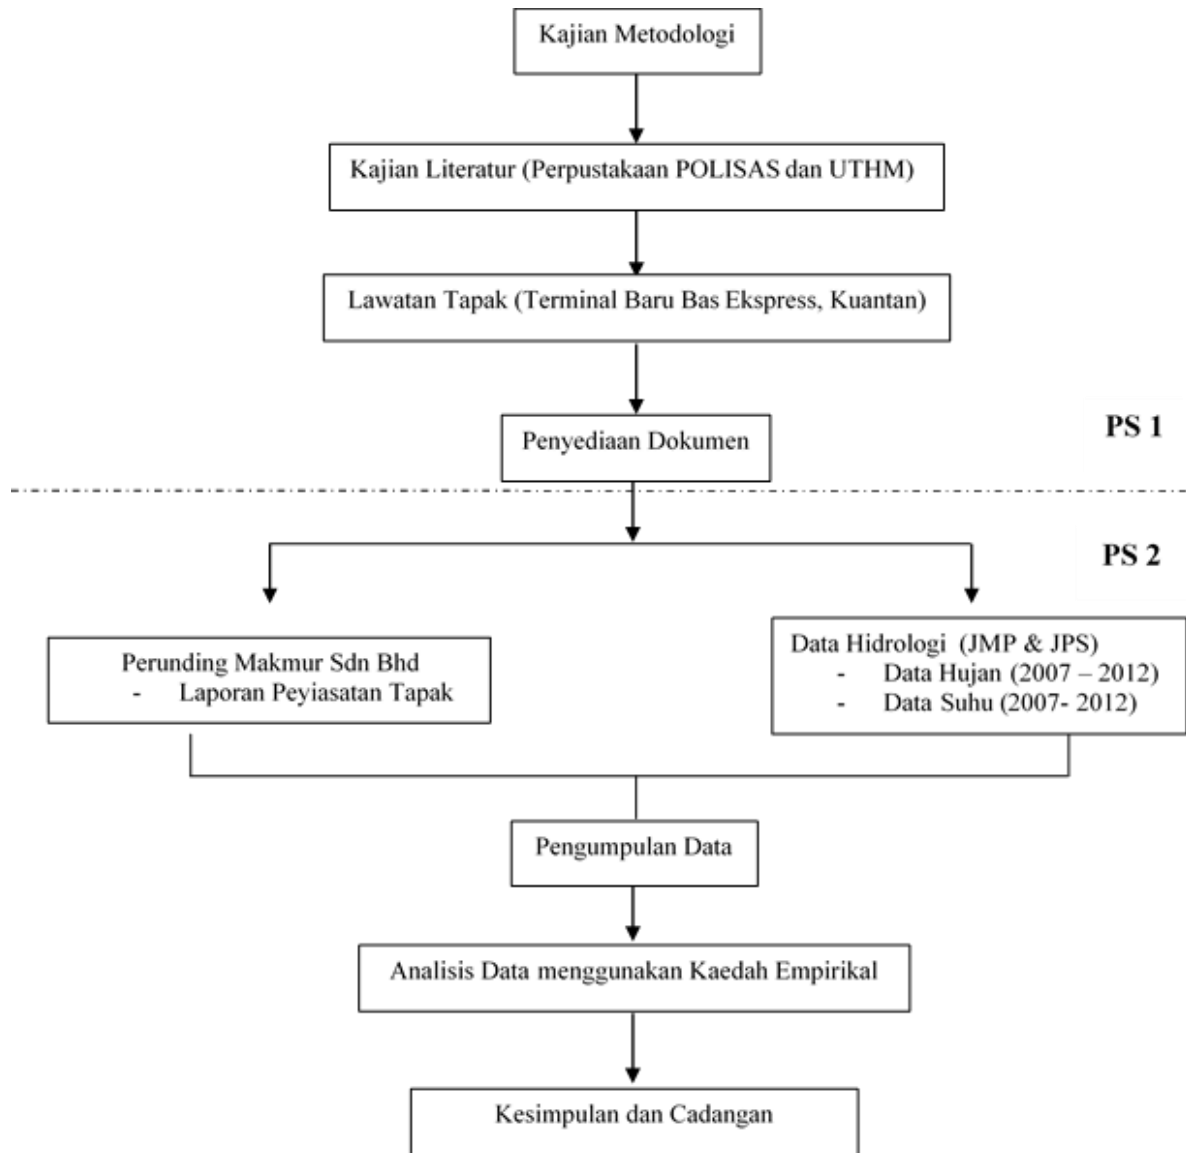 Kajian Metodologi
Kajian Literatur (Perpustakaan POLISAS dan UTHM)
Lawatan Tapak (Terminal Baru Bas Ekspress, Kuantan)
PS 1
Penyediaan Dokumen
PS 2
Perunding Makmur Sdn Bhd
- Laporan Peyiasatan Tapak
Data Hidrologi (JMP & JPS)
- Data Hujan (2007 – 2012)
- Data Suhu (2007- 2012)
Pengumpulan Data
Analisis Data menggunakan Kaedah Empirikal
Kesimpulan dan Cadangan